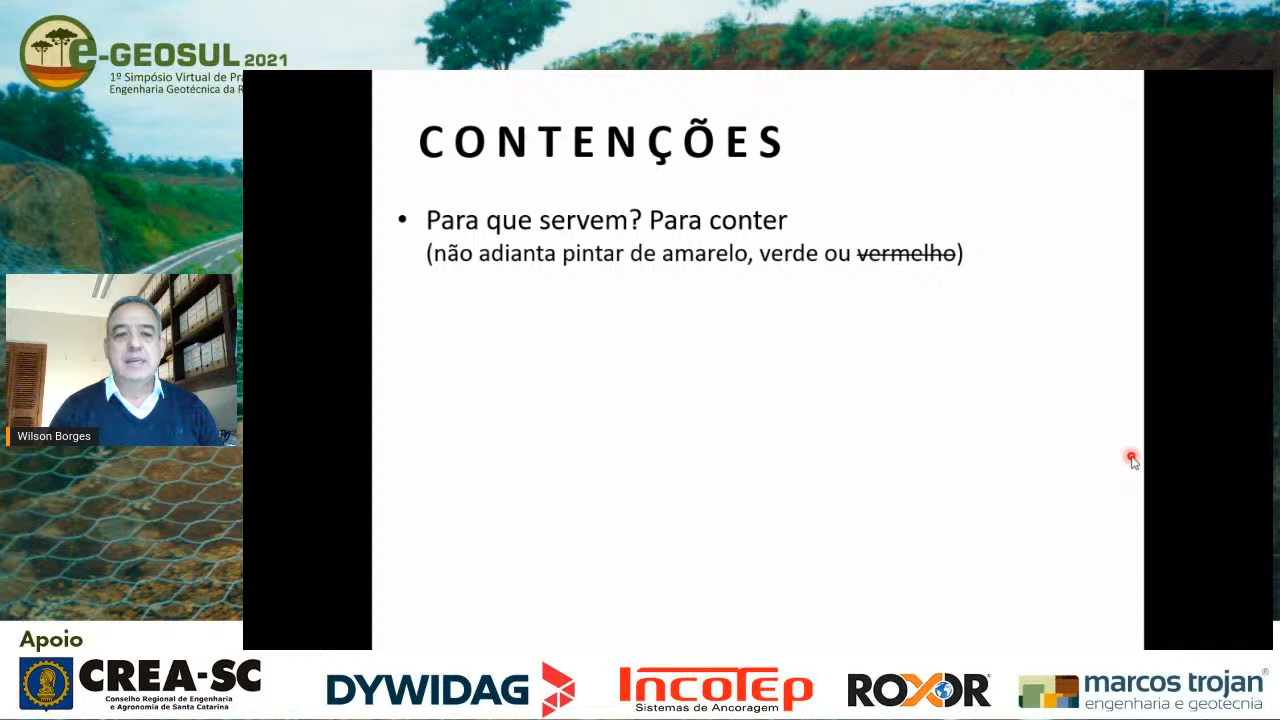 e-GEOSUL 2021
1º Simpósio Virtual de Pra
Engenharia Geotécnica da R
CONTENÇÕES
• Para que servem? Para conter
(não adianta pintar de amarelo, verde ou vermelho)
Wilson Borges
Apoio
CREA-SC
Conselho Regional de Engenharia
e Agronomia de Santa Catarina
DYWIDAG
INCOTEP
Sistemas de Ancoragem
ROXOR
marcos trojan
engenharia e geotecnia